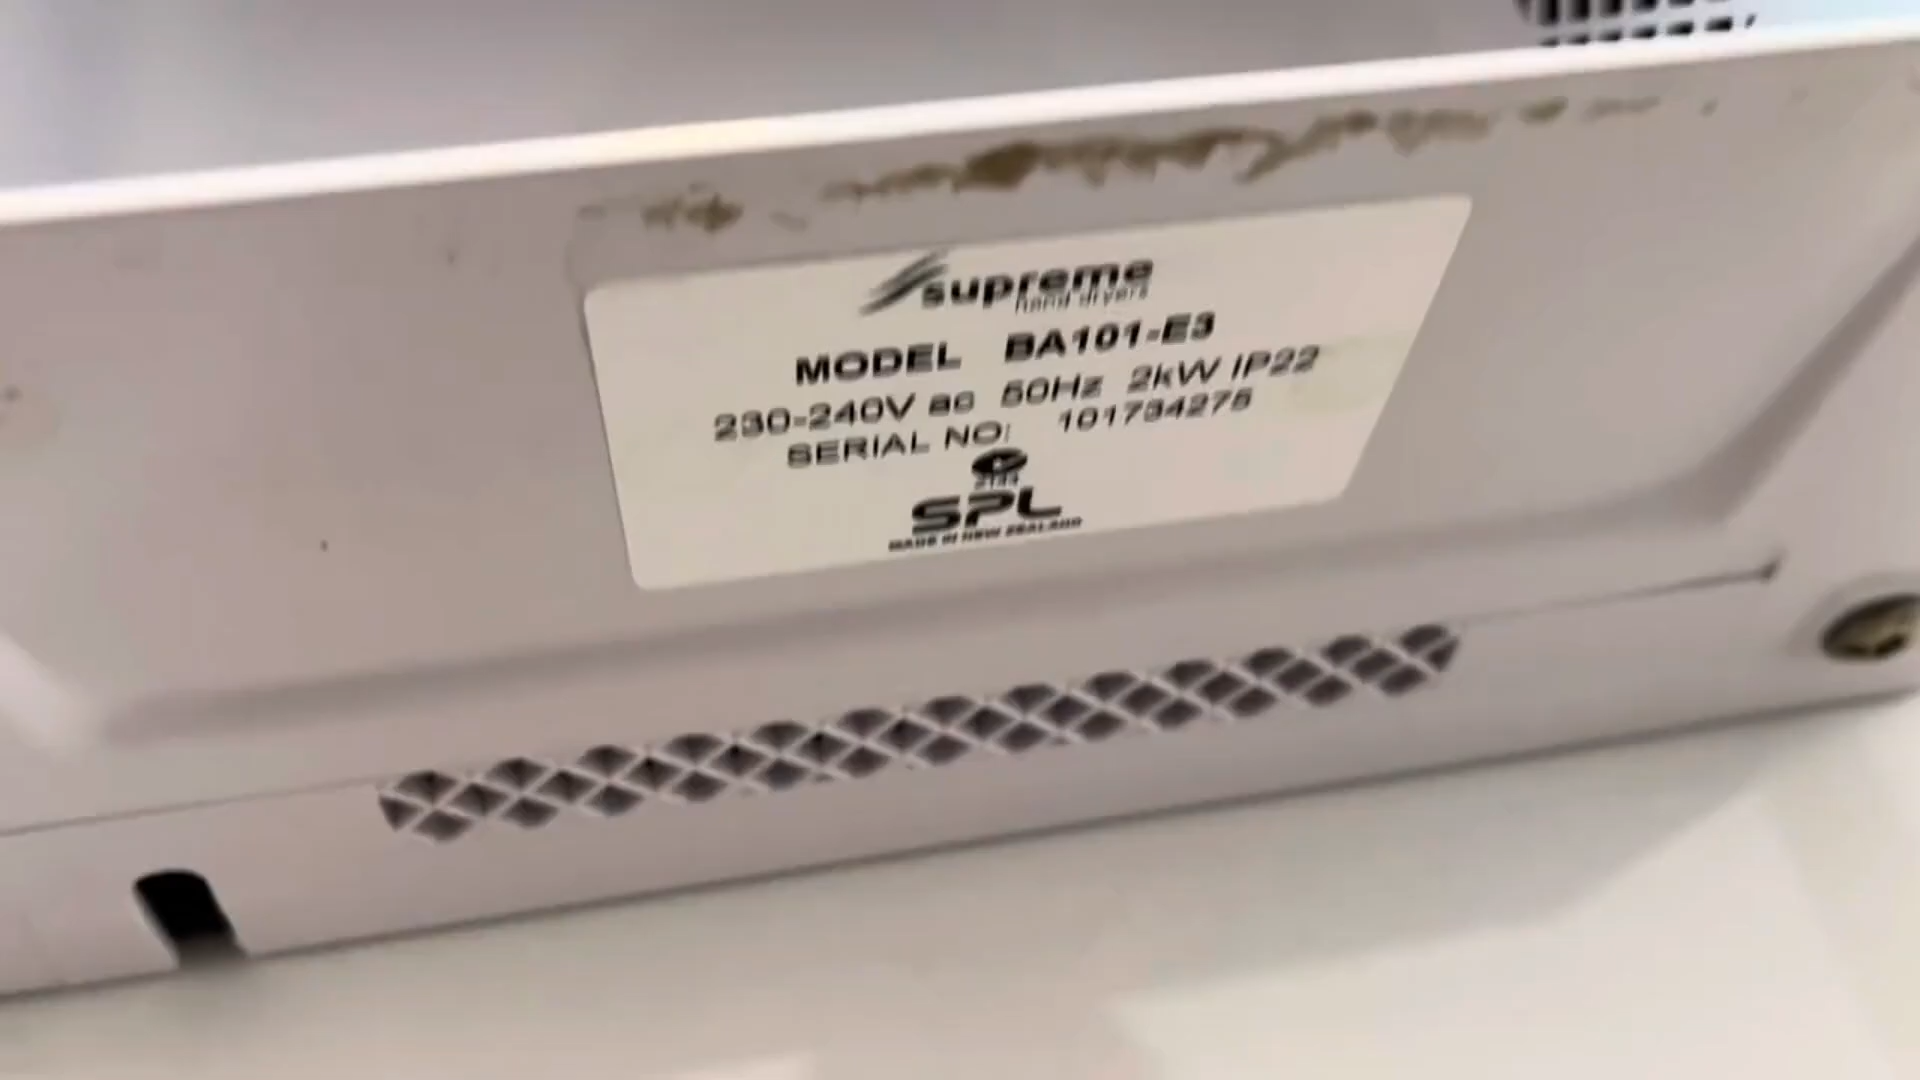 supreme
hand dryers
MODEL BA101-E3
230-240V ac 50Hz 2kW IP22
SERIAL NO: 101734275
SPL
MADE IN NEW ZEALAND